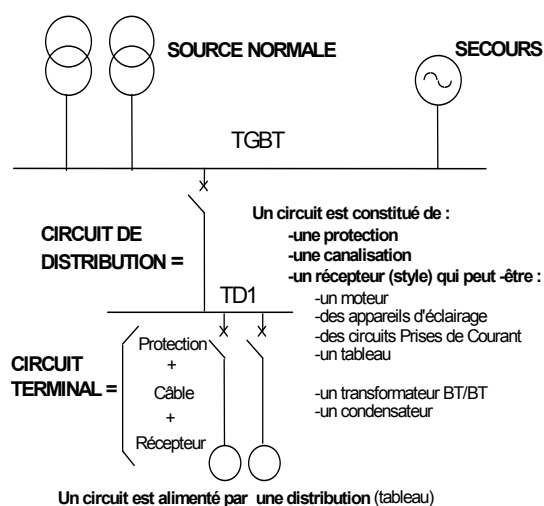 SOURCE NORMALE
SECOURS
TGBT
CIRCUIT DE
DISTRIBUTION =
Un circuit est constitué de :
-une protection
-une canalisation
-un récepteur (style) qui peut -être :
-un moteur
-des appareils d'éclairage
-des circuits Prises de Courant
-un tableau
-un transformateur BT/BT
-un condensateur
TD1
CIRCUIT
TERMINAL =
Protection
+
Câble
+
Récepteur
Un circuit est alimenté par une distribution (tableau)